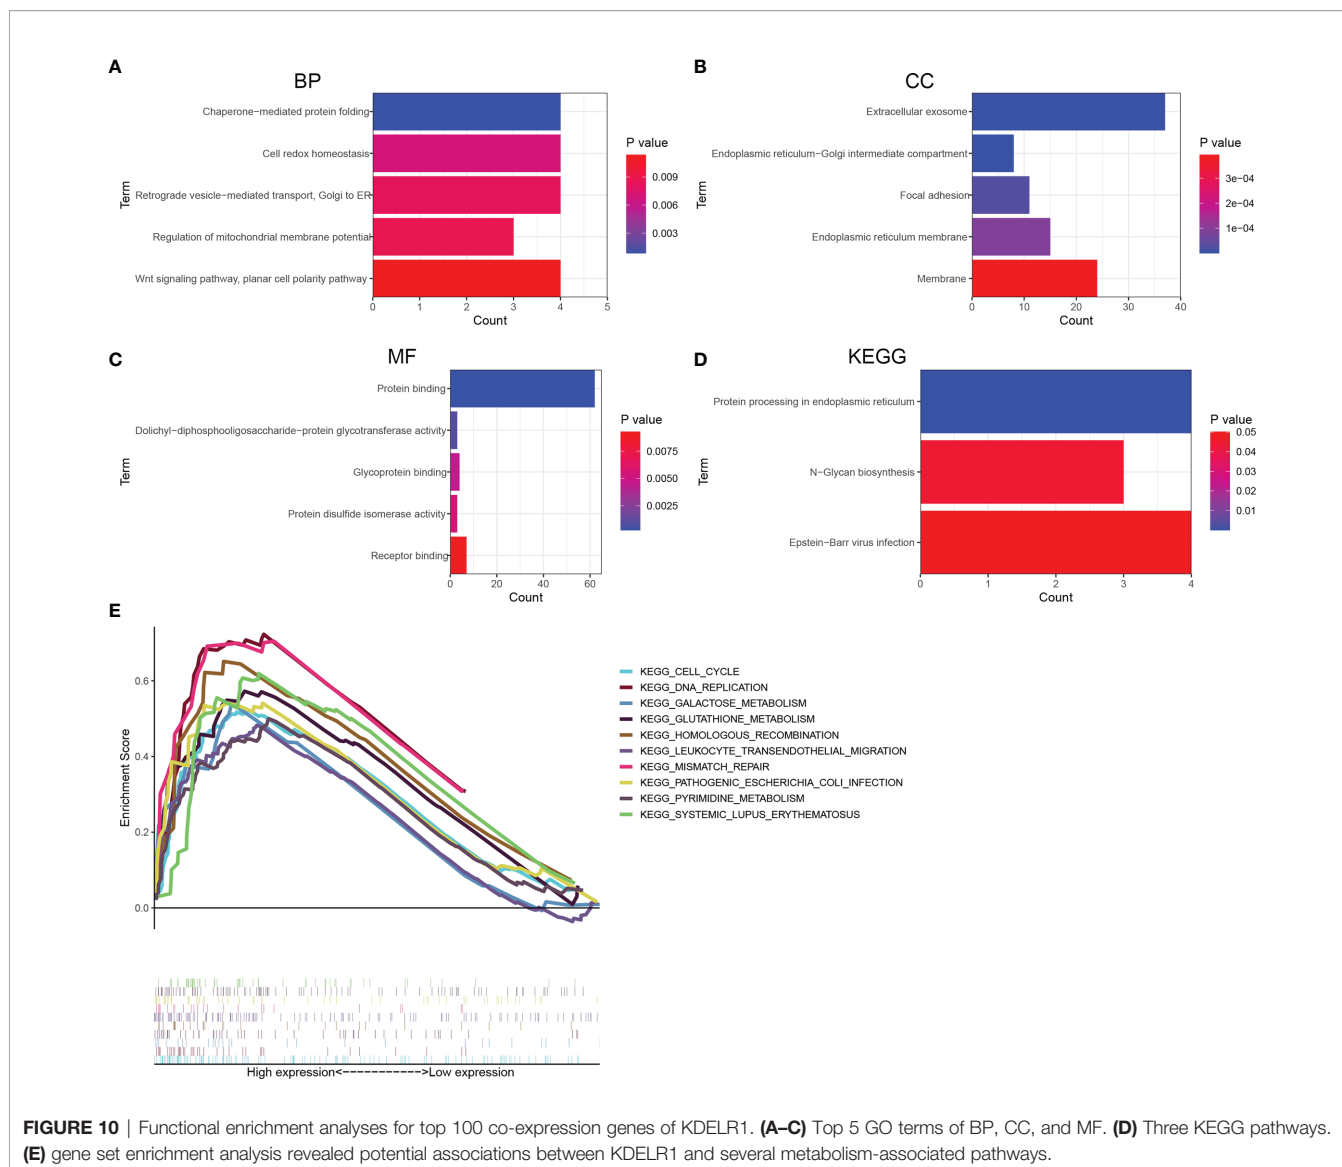 A
BP
Chaperone−mediated protein folding
Cell redox homeostasis
Retrograde vesicle−mediated transport, Golgi to ER
Regulation of mitochondrial membrane potential
Wnt signaling pathway, planar cell polarity pathway
Term
0 1 2 3 4 5
Count
P value
0.009
0.006
0.003
B
CC
Extracellular exosome
Endoplasmic reticulum−Golgi intermediate compartment
Focal adhesion
Endoplasmic reticulum membrane
Membrane
Term
0 10 20 30 40
Count
P value
3e−04
2e−04
1e−04
C
MF
Protein binding
Dolichyl−diphosphooligosaccharide−protein glycotransferase activity
Glycoprotein binding
Protein disulfide isomerase activity
Receptor binding
Term
0 20 40 60
Count
P value
0.0075
0.0050
0.0025
D
KEGG
Protein processing in endoplasmic reticulum
N−Glycan biosynthesis
Epstein−Barr virus infection
Term
0 1 2 3 4
Count
P value
0.05
0.04
0.03
0.02
0.01
E
Enrichment Score
0.6
0.4
0.2
0.0
KEGG_CELL_CYCLE
KEGG_DNA_REPLICATION
KEGG_GALACTOSE_METABOLISM
KEGG_GLUTATHIONE_METABOLISM
KEGG_HOMOLOGOUS_RECOMBINATION
KEGG_LEUKOCYTE_TRANSENDOTHELIAL_MIGRATION
KEGG_MISMATCH_REPAIR
KEGG_PATHOGENIC_ESCHERICHIA_COLI_INFECTION
KEGG_PYRIMIDINE_METABOLISM
KEGG_SYSTEMIC_LUPUS_ERYTHEMATOSUS
High expression<----------->Low expression
FIGURE 10 | Functional enrichment analyses for top 100 co-expression genes of KDELR1. (A–C) Top 5 GO terms of BP, CC, and MF. (D) Three KEGG pathways.
(E) gene set enrichment analysis revealed potential associations between KDELR1 and several metabolism-associated pathways.